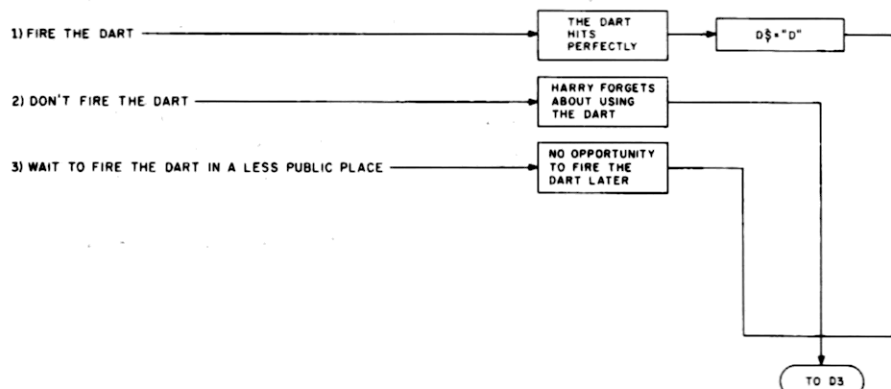 1) FIRE THE DART
THE DART
HITS
PERFECTLY
D$="D"
2) DON'T FIRE THE DART
HARRY FORGETS
ABOUT USING
THE DART
3) WAIT TO FIRE THE DART IN A LESS PUBLIC PLACE
NO OPPORTUNITY
TO FIRE THE
DART LATER
TO D3